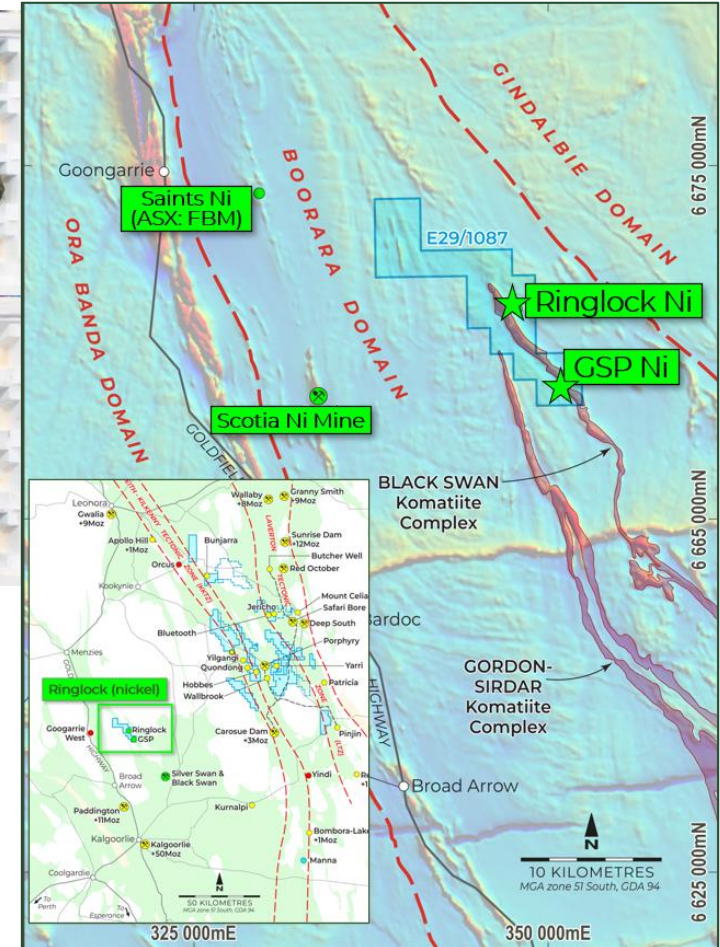 GINDALBIE DOMAIN
6 675 000mN
Goongarrie
Saints Ni
(ASX: FBM)
BOORARA DOMAIN
E29/1087
ORA BANDA DOMAIN
Ringlock Ni
GSP Ni
Scotia Ni Mine
BLACK SWAN
Komatiite
Complex
6 665 000mN
GORDON-
SIRDAR
Komatiite
Complex
HIGHWAY
Broad Arrow
N
10 KILOMETRES
MGA zone 51 South, GDA 94
6 625 000mN
325 000mE
350 000mE
Leonora
Gwalia
+9Moz
Wallaby
+8Moz
Granny Smith
+9Moz
Apollo Hill
+1Moz
Bunjarra
Sunrise Dam
+12Moz
Orcus
Butcher Well
Red October
Kookynie
LAVERTON
TECTONIC
ZONE
(LTZ)
Mount Celia
Jericho
Safari Bore
Deep South
Bluetooth
Porphyry
Menzies
Yilgangi
Quondong
Yarri
Hobbes
Patricia
Wallbrook
Ringlock (nickel)
Googarrie
West
Ringlock
GSP
HIGHWAY
Carosue Dam
+3Moz
Pinjin
Broad
Arrow
Silver Swan &
Black Swan
Yindi
Paddington
+11Moz
Kurnalpi
Kalgoorlie
Kalgoorlie
+50Moz
Bombora-Lake
+1Moz
Manna
Coolgardie
To
Perth
To
Esperance
N
50 KILOMETRES
MGA zone 51 South, GDA 94